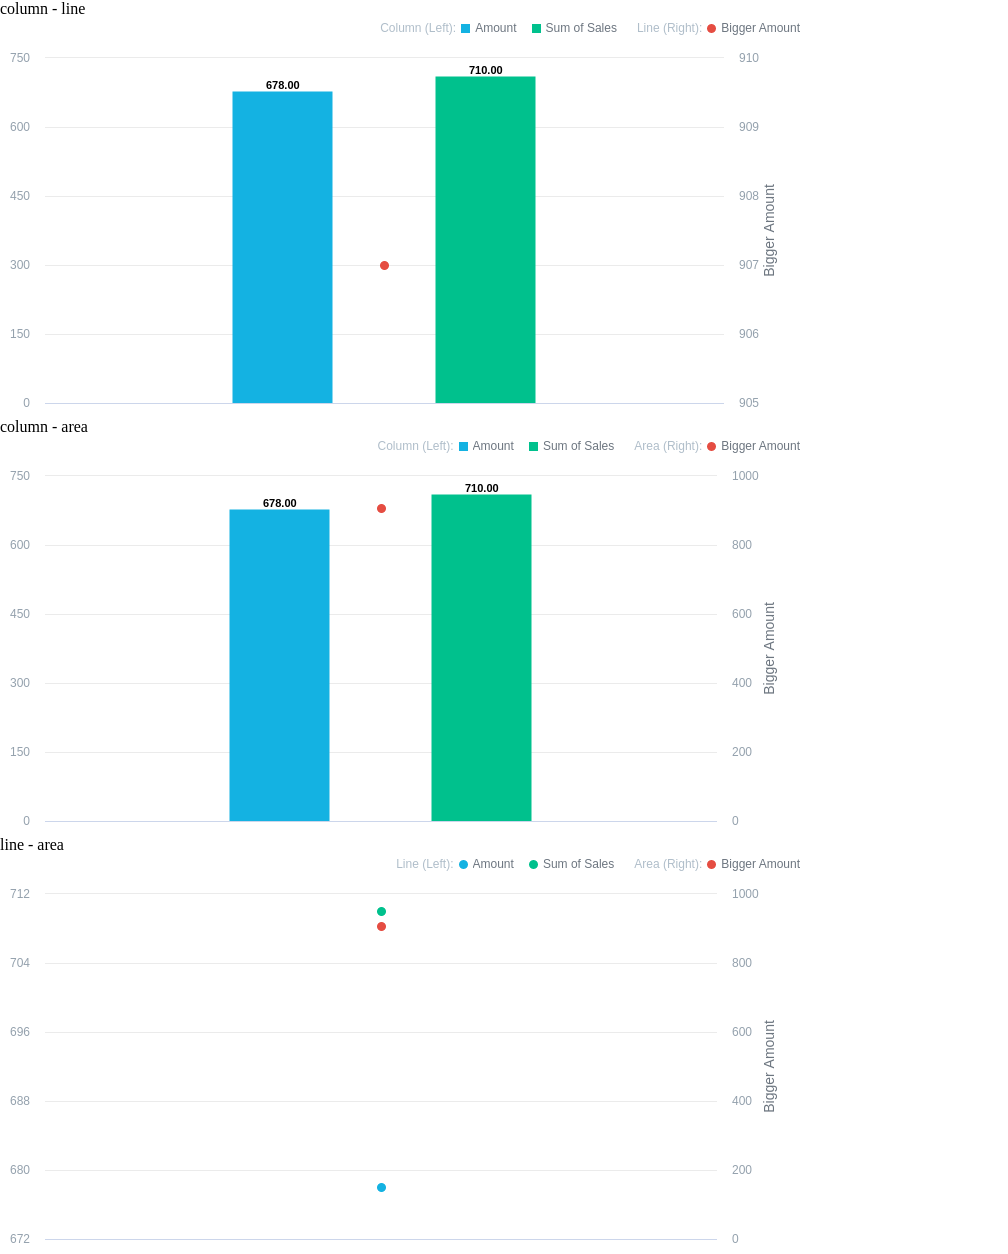 column - line
Column (Left): Amount Sum of Sales Line (Right): Bigger Amount
750 910
678.00 710.00
600 909
450 908
300 907
150 906
0 905
Bigger Amount
column - area
Column (Left): Amount Sum of Sales Area (Right): Bigger Amount
750 1000
678.00 710.00
600 800
450 600
300 400
150 200
0 0
Bigger Amount
line - area
Line (Left): Amount Sum of Sales Area (Right): Bigger Amount
712 1000
704 800
696 600
688 400
680 200
672 0
Bigger Amount